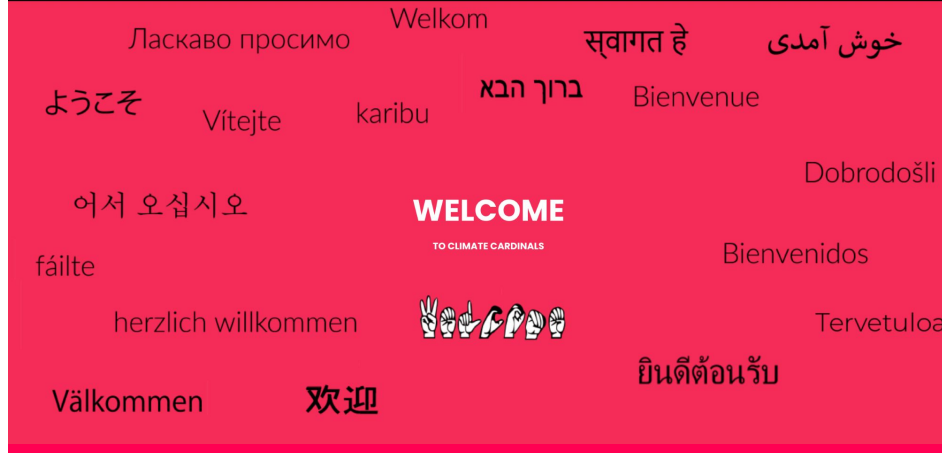 Welkom
Ласкаво просимо
स्वागत हे
خوش آمدی
ようこそ
Vítejte
karibu
ברוך הבא
Bienvenue
Dobrodošli
어서 오십시오
WELCOME
TO CLIMATE CARDINALS
Bienvenidos
fáilte
herzlich willkommen
Tervetuloa
ยินดีต้อนรับ
Välkommen
欢迎